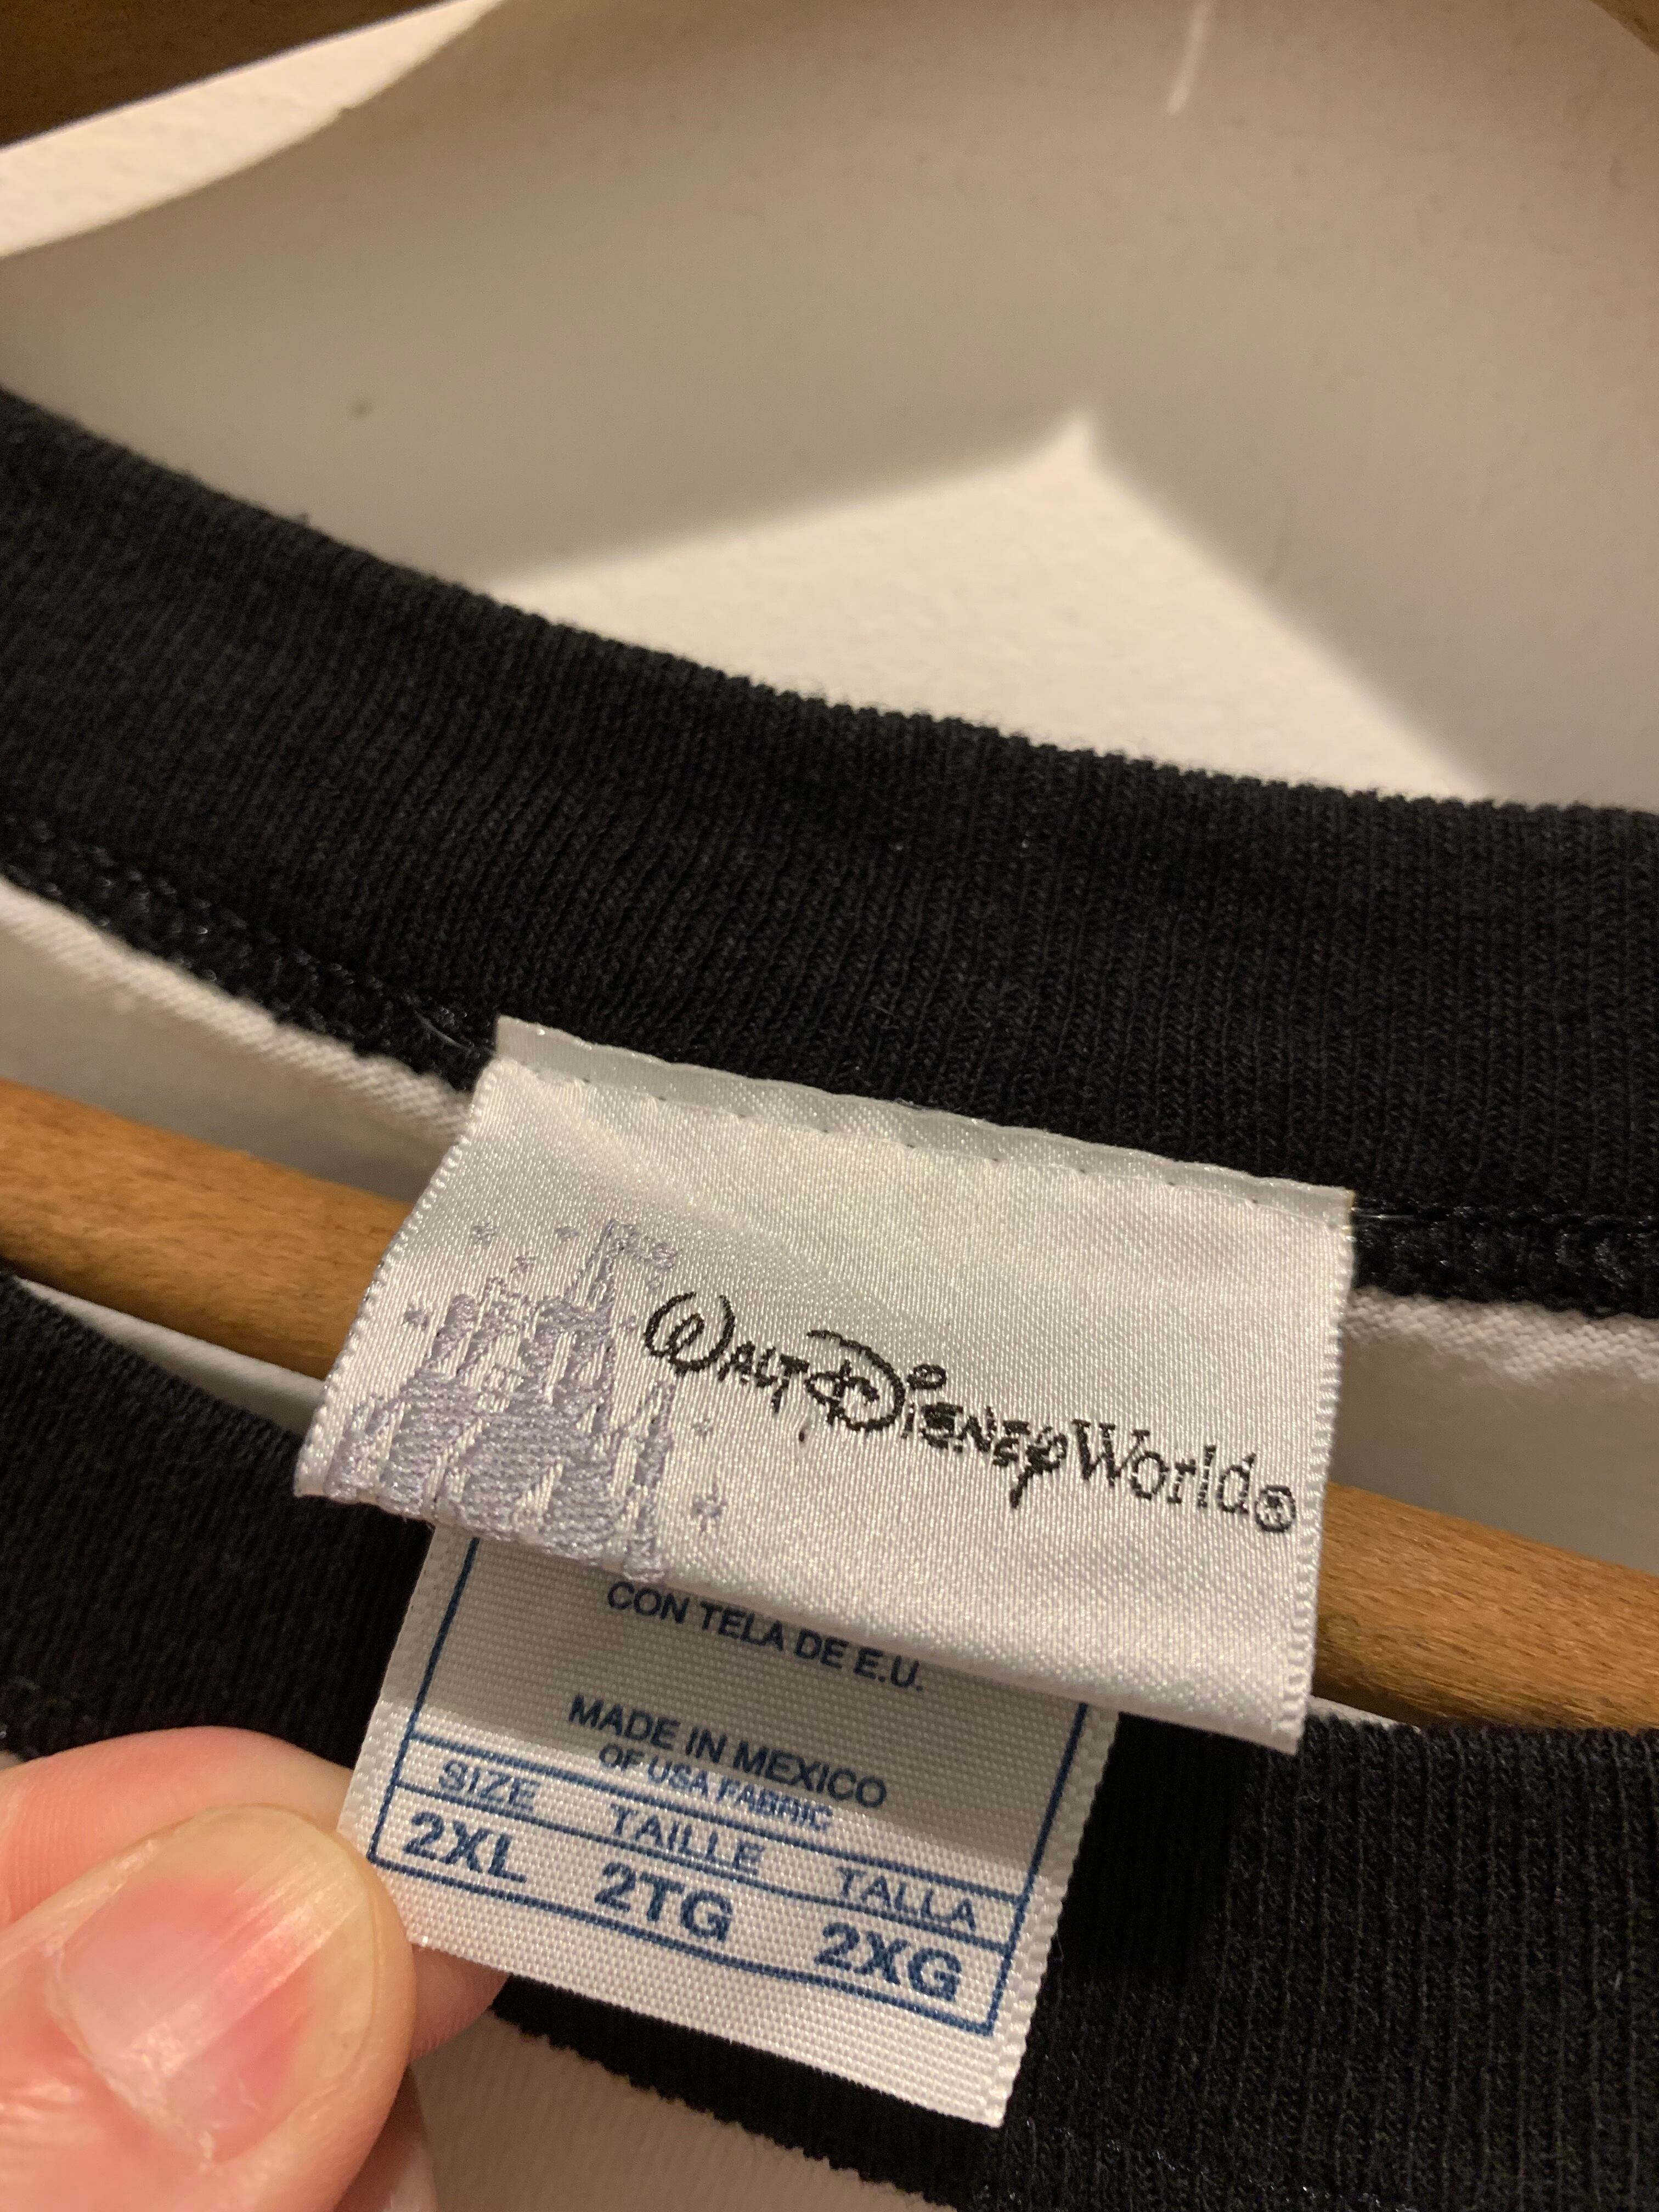 Walt Disney World®
CON TELA DE E.U.
MADE IN MEXICO
OF USA FABRIC
SIZE TAILLE TALLA
2XL 2TG 2XG